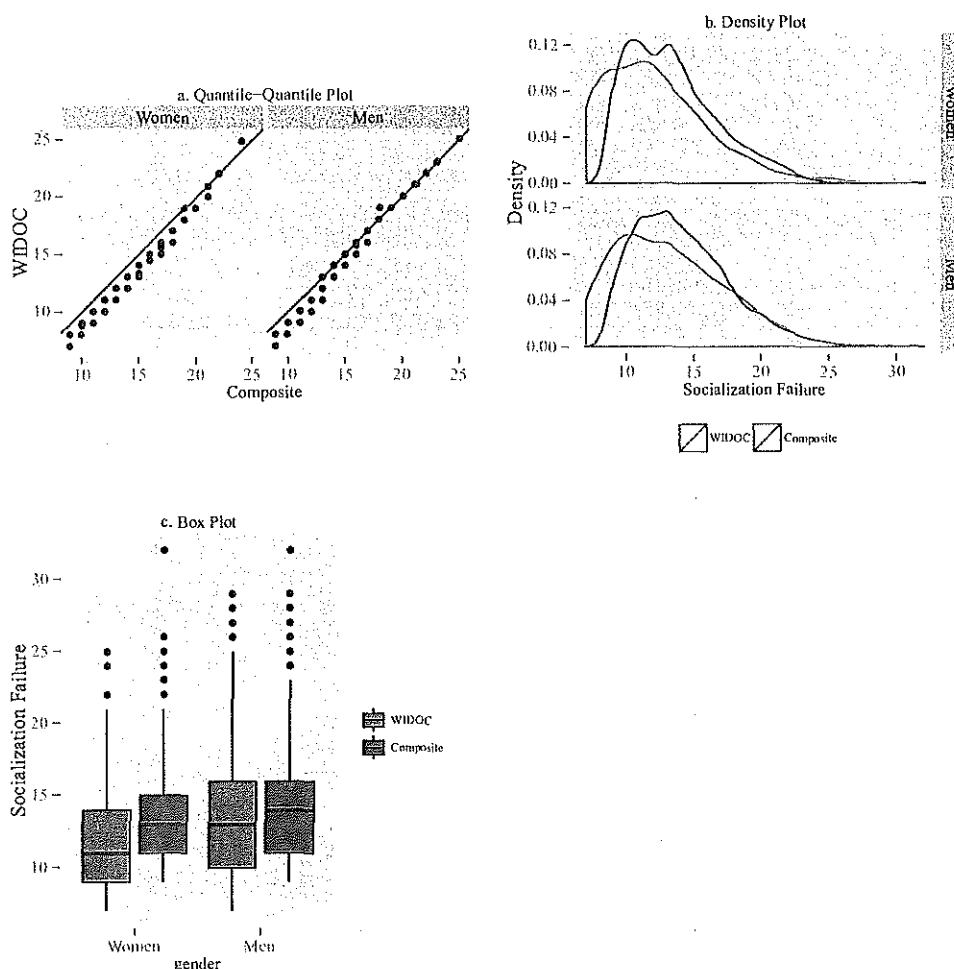 a. Quantile-Quantile Plot
Women
Men
WIDOC
25
20
15
10
10
15
20
25
10
15
20
25
Composite
b. Density Plot
Density
0.12
0.08
0.04
0.00
Women
0.12
0.08
0.04
0.00
Men
10
15
20
25
30
Socialization Failure
WIDOC
Composite
c. Box Plot
Socialization Failure
30
25
20
15
10
Women
Men
gender
WIDOC
Composite